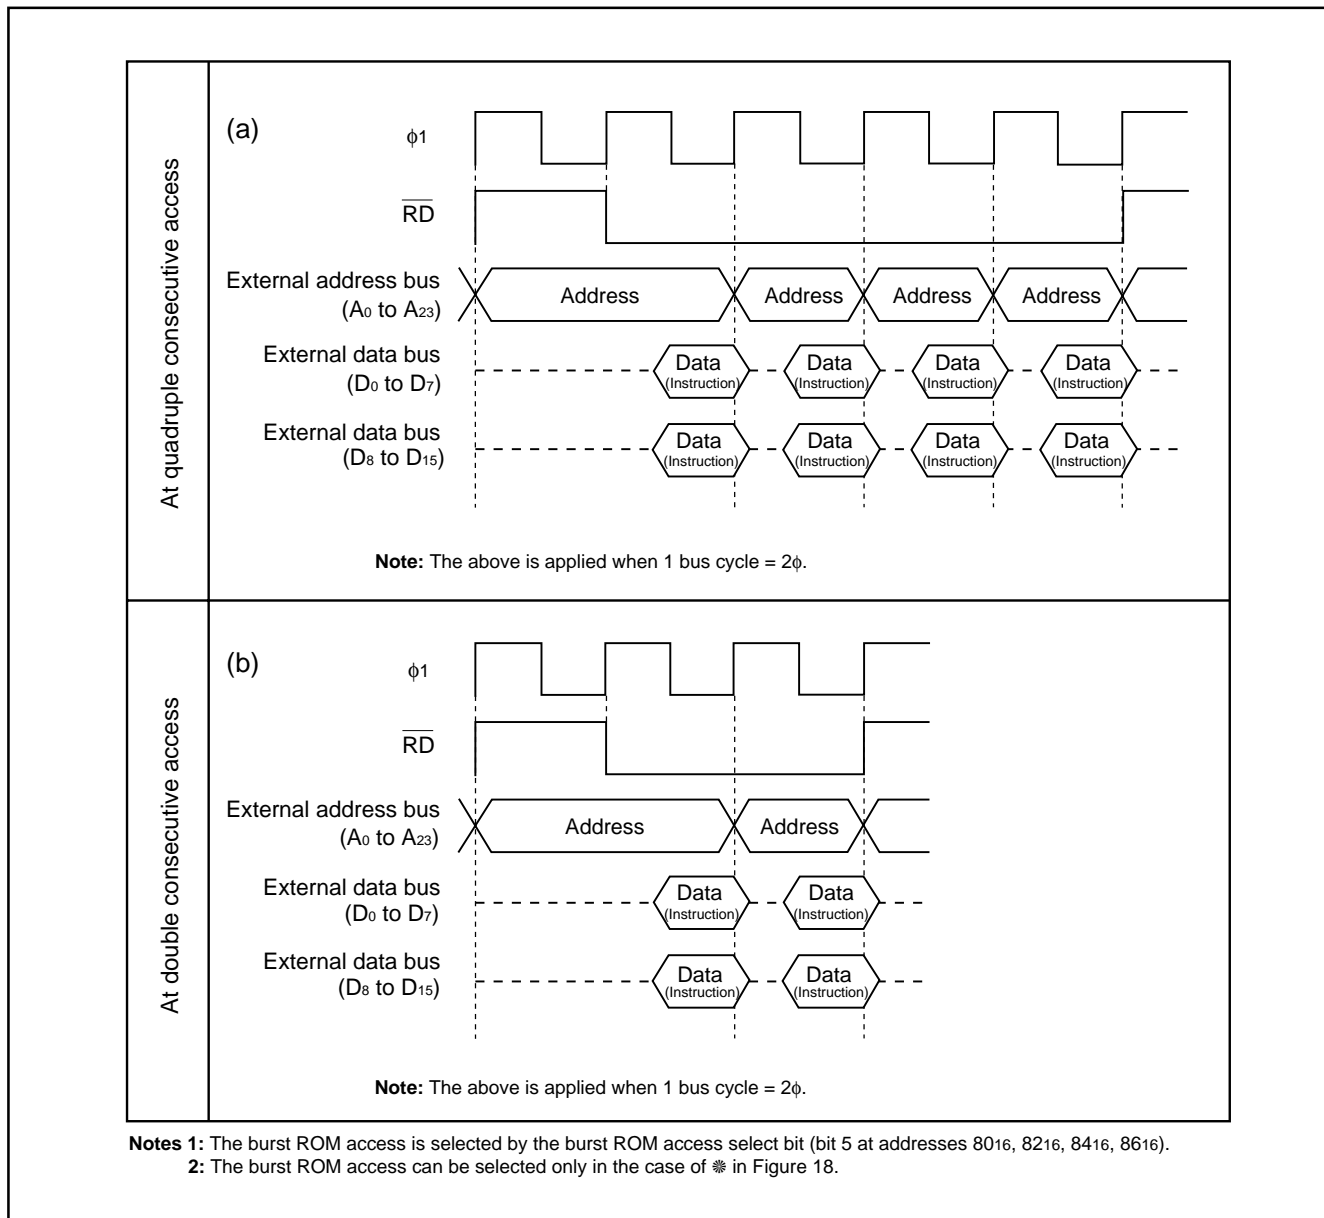 At quadruple consecutive access
(a)
ϕ1
RD
External address bus
(A0 to A23)
Address
Address
Address
Address
External data bus
(D0 to D7)
Data
(Instruction)
Data
(Instruction)
Data
(Instruction)
Data
(Instruction)
External data bus
(D8 to D15)
Data
(Instruction)
Data
(Instruction)
Data
(Instruction)
Data
(Instruction)
Note: The above is applied when 1 bus cycle = 2ϕ.
At double consecutive access
(b)
ϕ1
RD
External address bus
(A0 to A23)
Address
Address
External data bus
(D0 to D7)
Data
(Instruction)
Data
(Instruction)
External data bus
(D8 to D15)
Data
(Instruction)
Data
(Instruction)
Note: The above is applied when 1 bus cycle = 2ϕ.
Notes 1: The burst ROM access is selected by the burst ROM access select bit (bit 5 at addresses 8016, 8216, 8416, 8616).
2: The burst ROM access can be selected only in the case of ❋ in Figure 18.